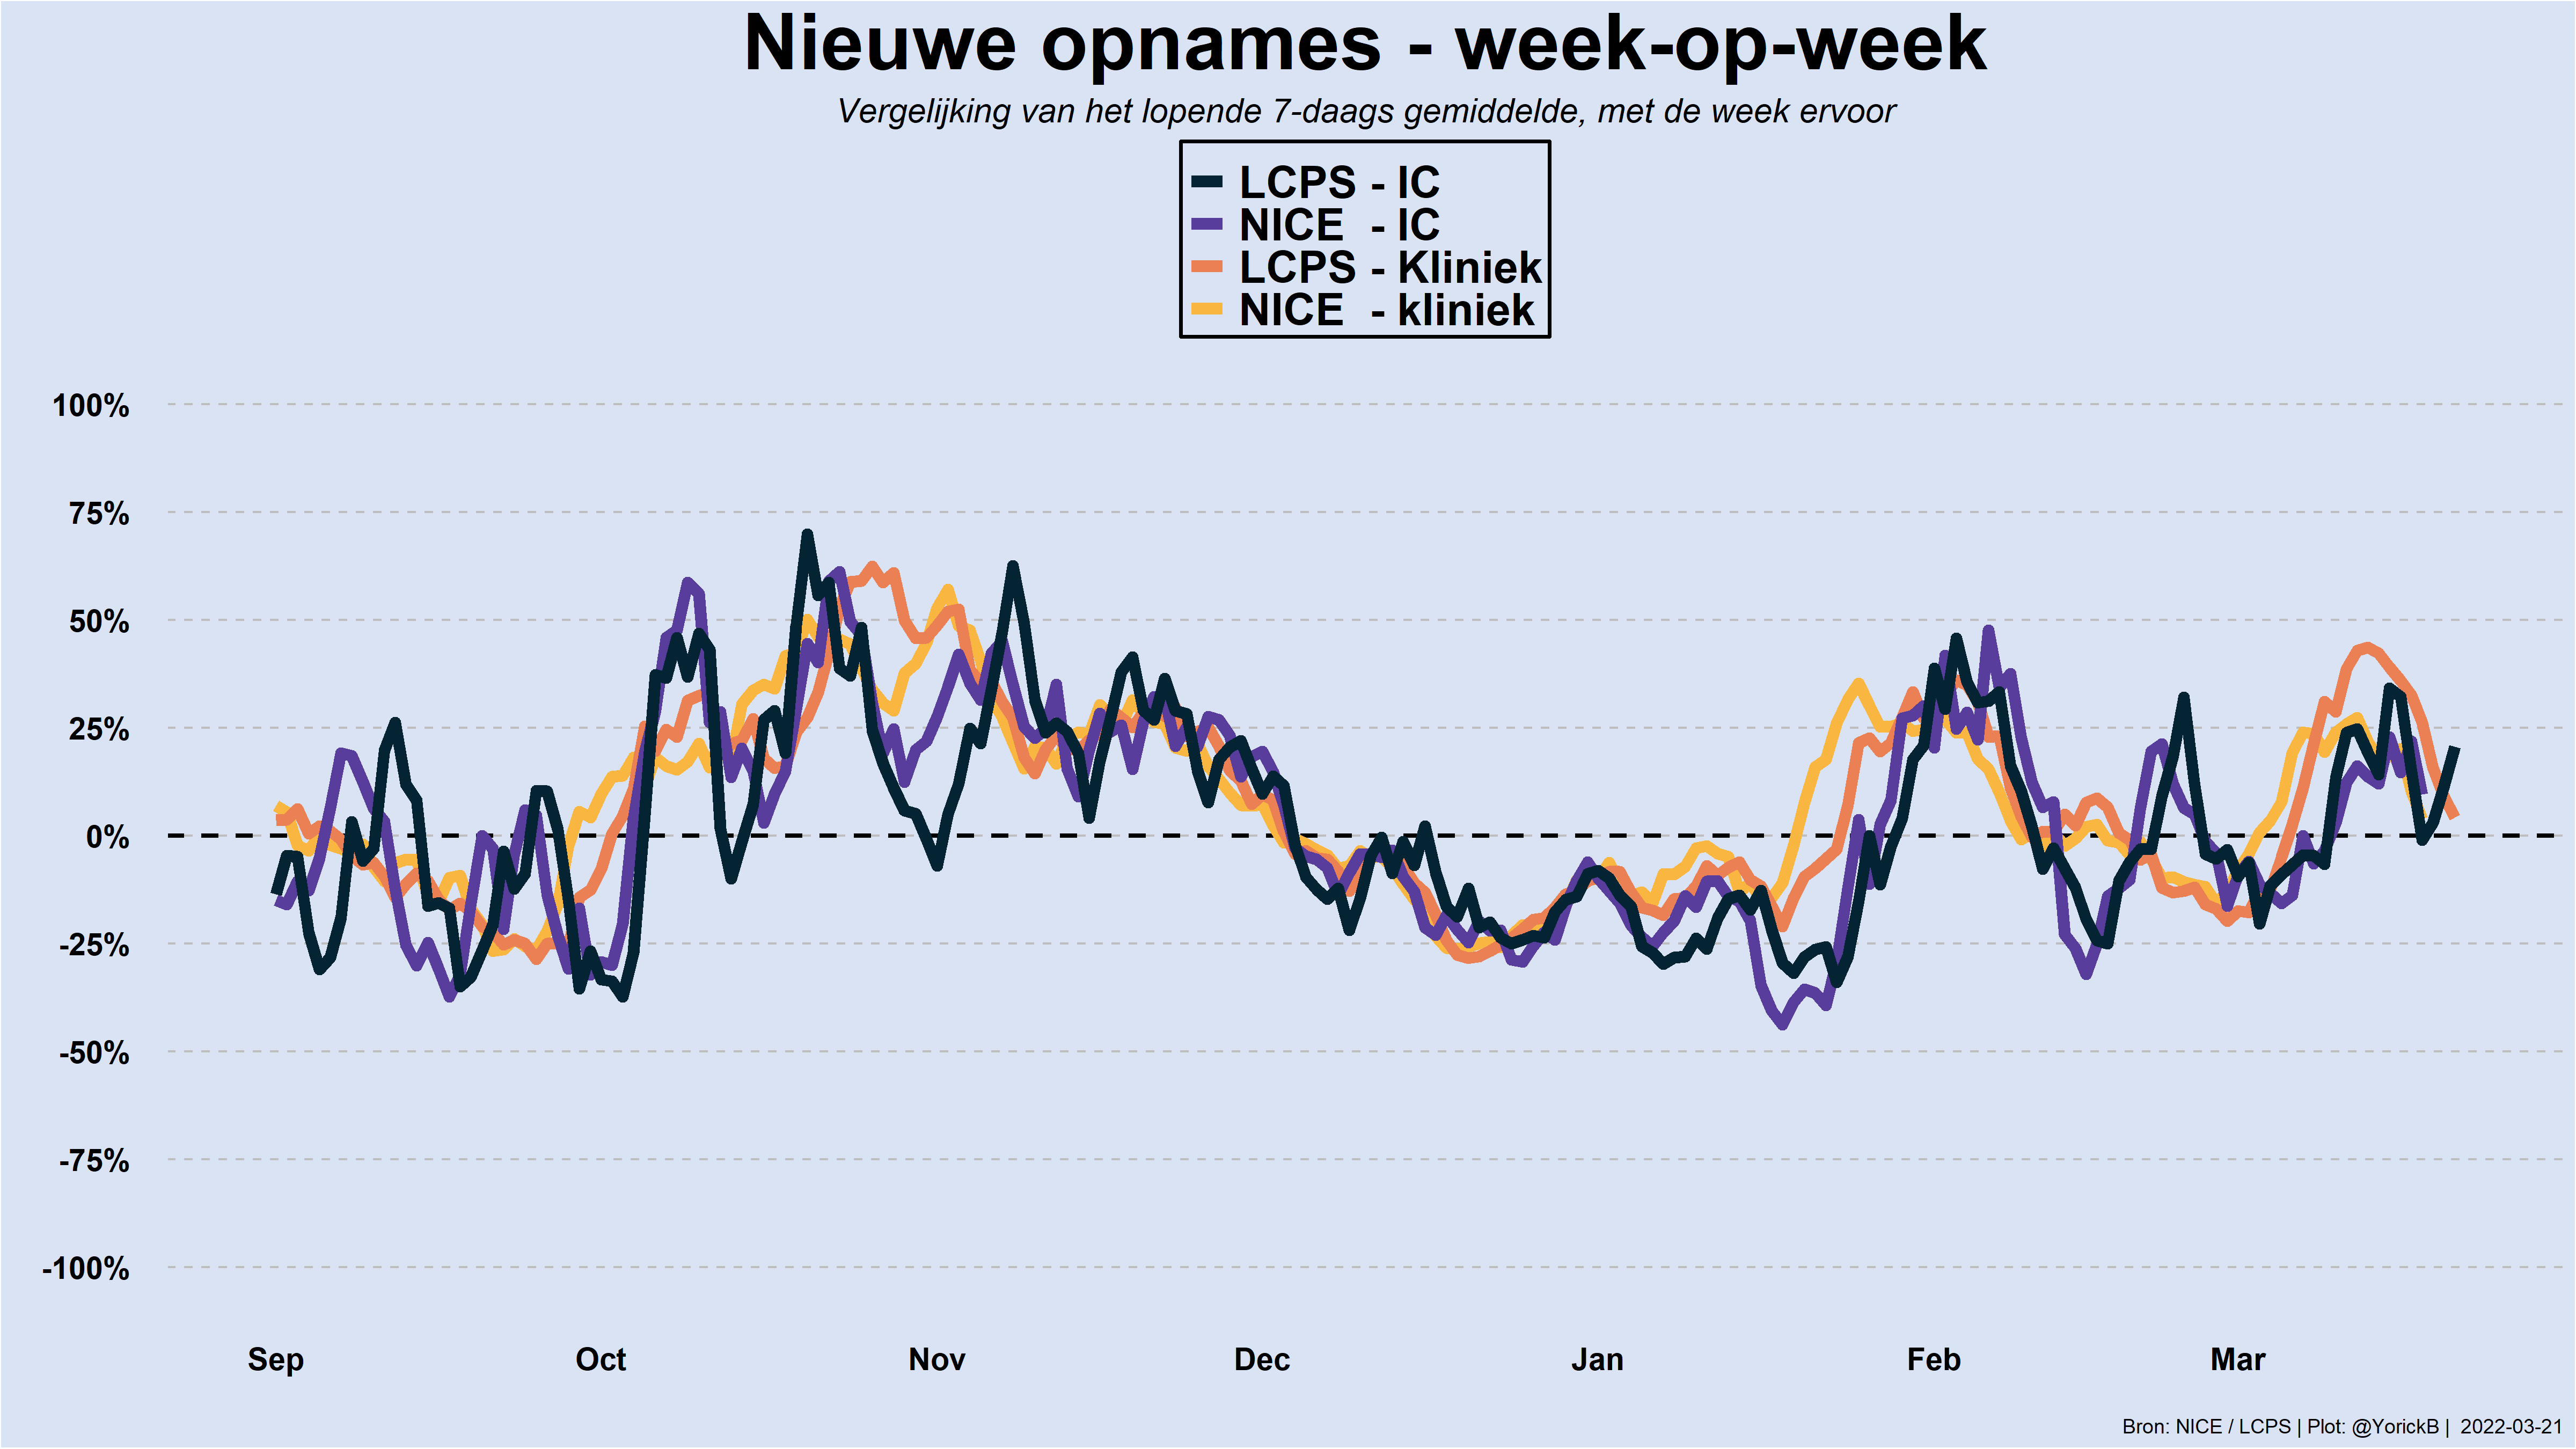 Nieuwe opnames - week-op-week
Vergelijking van het lopende 7-daags gemiddelde, met de week ervoor
LCPS - IC
NICE - IC
LCPS - Kliniek
NICE - kliniek
100%
75%
50%
25%
0%
-25%
-50%
-75%
-100%
Sep Oct Nov Dec Jan Feb Mar
Bron: NICE / LCPS | Plot: @YorickB | 2022-03-21